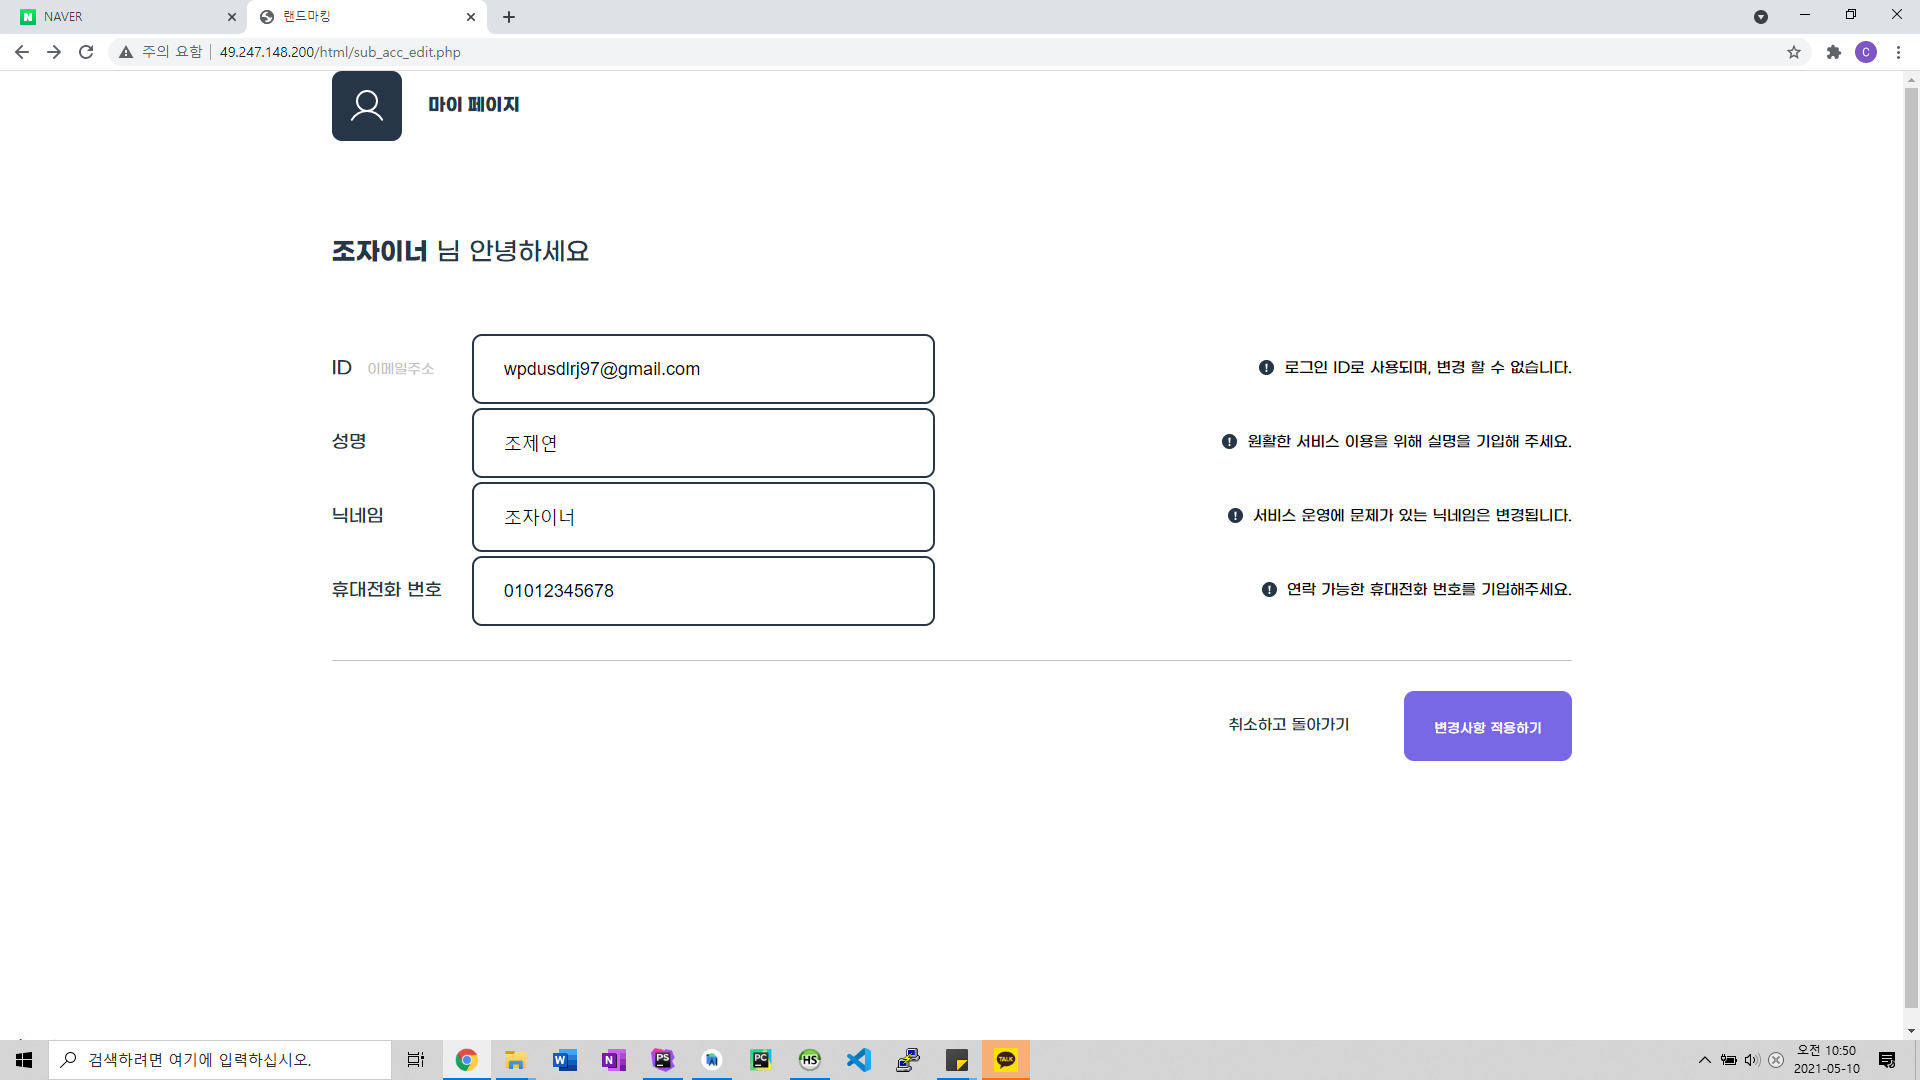 NAVER
랜드마킹
주의 요함
49.247.148.200/html/sub_acc_edit.php
C
마이 페이지
조자이너 님 안녕하세요
ID 이메일주소
wpdusdlrj97@gmail.com
로그인 ID로 사용되며, 변경 할 수 없습니다.
성명
조제연
원활한 서비스 이용을 위해 실명을 기입해 주세요.
닉네임
조자이너
서비스 운영에 문제가 있는 닉네임은 변경됩니다.
휴대전화 번호
01012345678
연락 가능한 휴대전화 번호를 기입해주세요.
취소하고 돌아가기
변경사항 적용하기
검색하려면 여기에 입력하십시오.
오전 10:50
2021-05-10